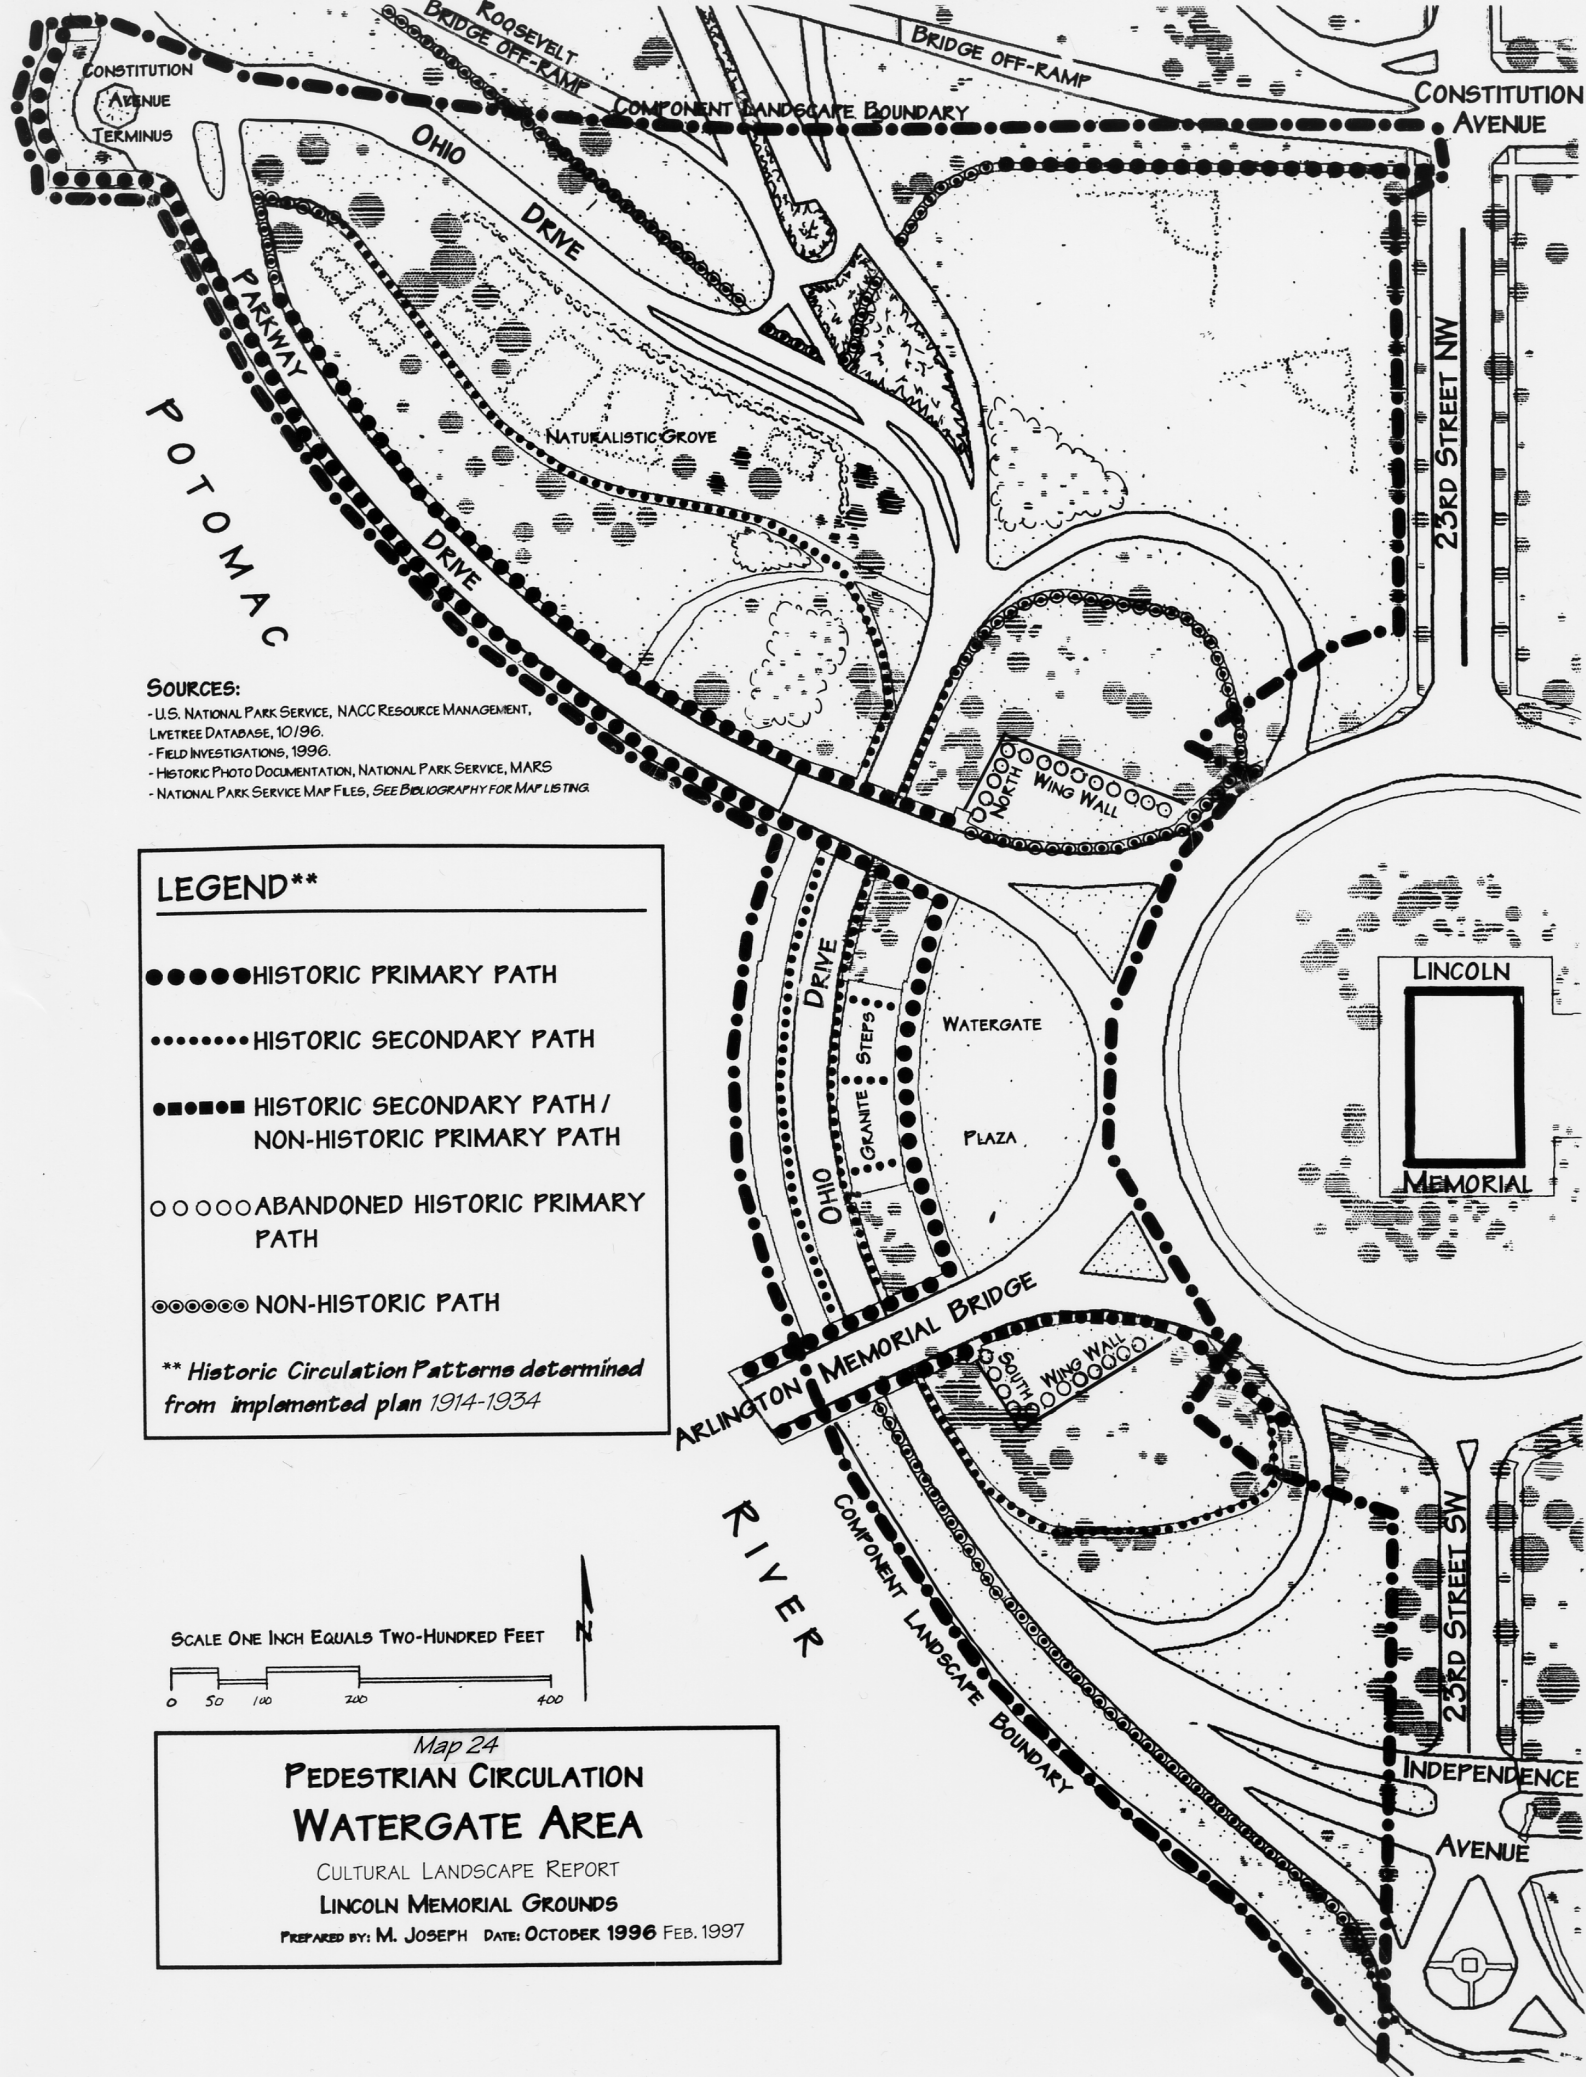 ROOSEVELT
BRIDGE OFF-RAMP
BRIDGE OFF-RAMP
CONSTITUTION
AVENUE
TERMINUS
COMPONENT LANDSCAPE BOUNDARY
CONSTITUTION
AVENUE
OHIO
DRIVE
PARKWAY
DRIVE
NATURALISTIC GROVE
23RD STREET NW
POTOMAC
SOURCES:
- U.S. NATIONAL PARK SERVICE, NACC RESOURCE MANAGEMENT,
LIVETREE DATABASE, 10/96.
- FIELD INVESTIGATIONS, 1996.
- HISTORIC PHOTO DOCUMENTATION, NATIONAL PARK SERVICE, MARS
- NATIONAL PARK SERVICE MAP FILES, SEE BIBLIOGRAPHY FOR MAP LISTING.
NORTH
WING WALL
LEGEND**
HISTORIC PRIMARY PATH
HISTORIC SECONDARY PATH
HISTORIC SECONDARY PATH /
NON-HISTORIC PRIMARY PATH
ABANDONED HISTORIC PRIMARY
PATH
NON-HISTORIC PATH
** Historic Circulation Patterns determined
from implemented plan 1914-1934
OHIO
DRIVE
GRANITE
STEPS
WATERGATE
PLAZA
LINCOLN
MEMORIAL
ARLINGTON MEMORIAL BRIDGE
SOUTH
WING WALL
RIVER
COMPONENT LANDSCAPE BOUNDARY
23RD STREET SW
INDEPENDENCE
AVENUE
SCALE ONE INCH EQUALS TWO-HUNDRED FEET
N
0 50 100 200 400
Map 24
PEDESTRIAN CIRCULATION
WATERGATE AREA
CULTURAL LANDSCAPE REPORT
LINCOLN MEMORIAL GROUNDS
PREPARED BY: M. JOSEPH DATE: OCTOBER 1996 FEB. 1997